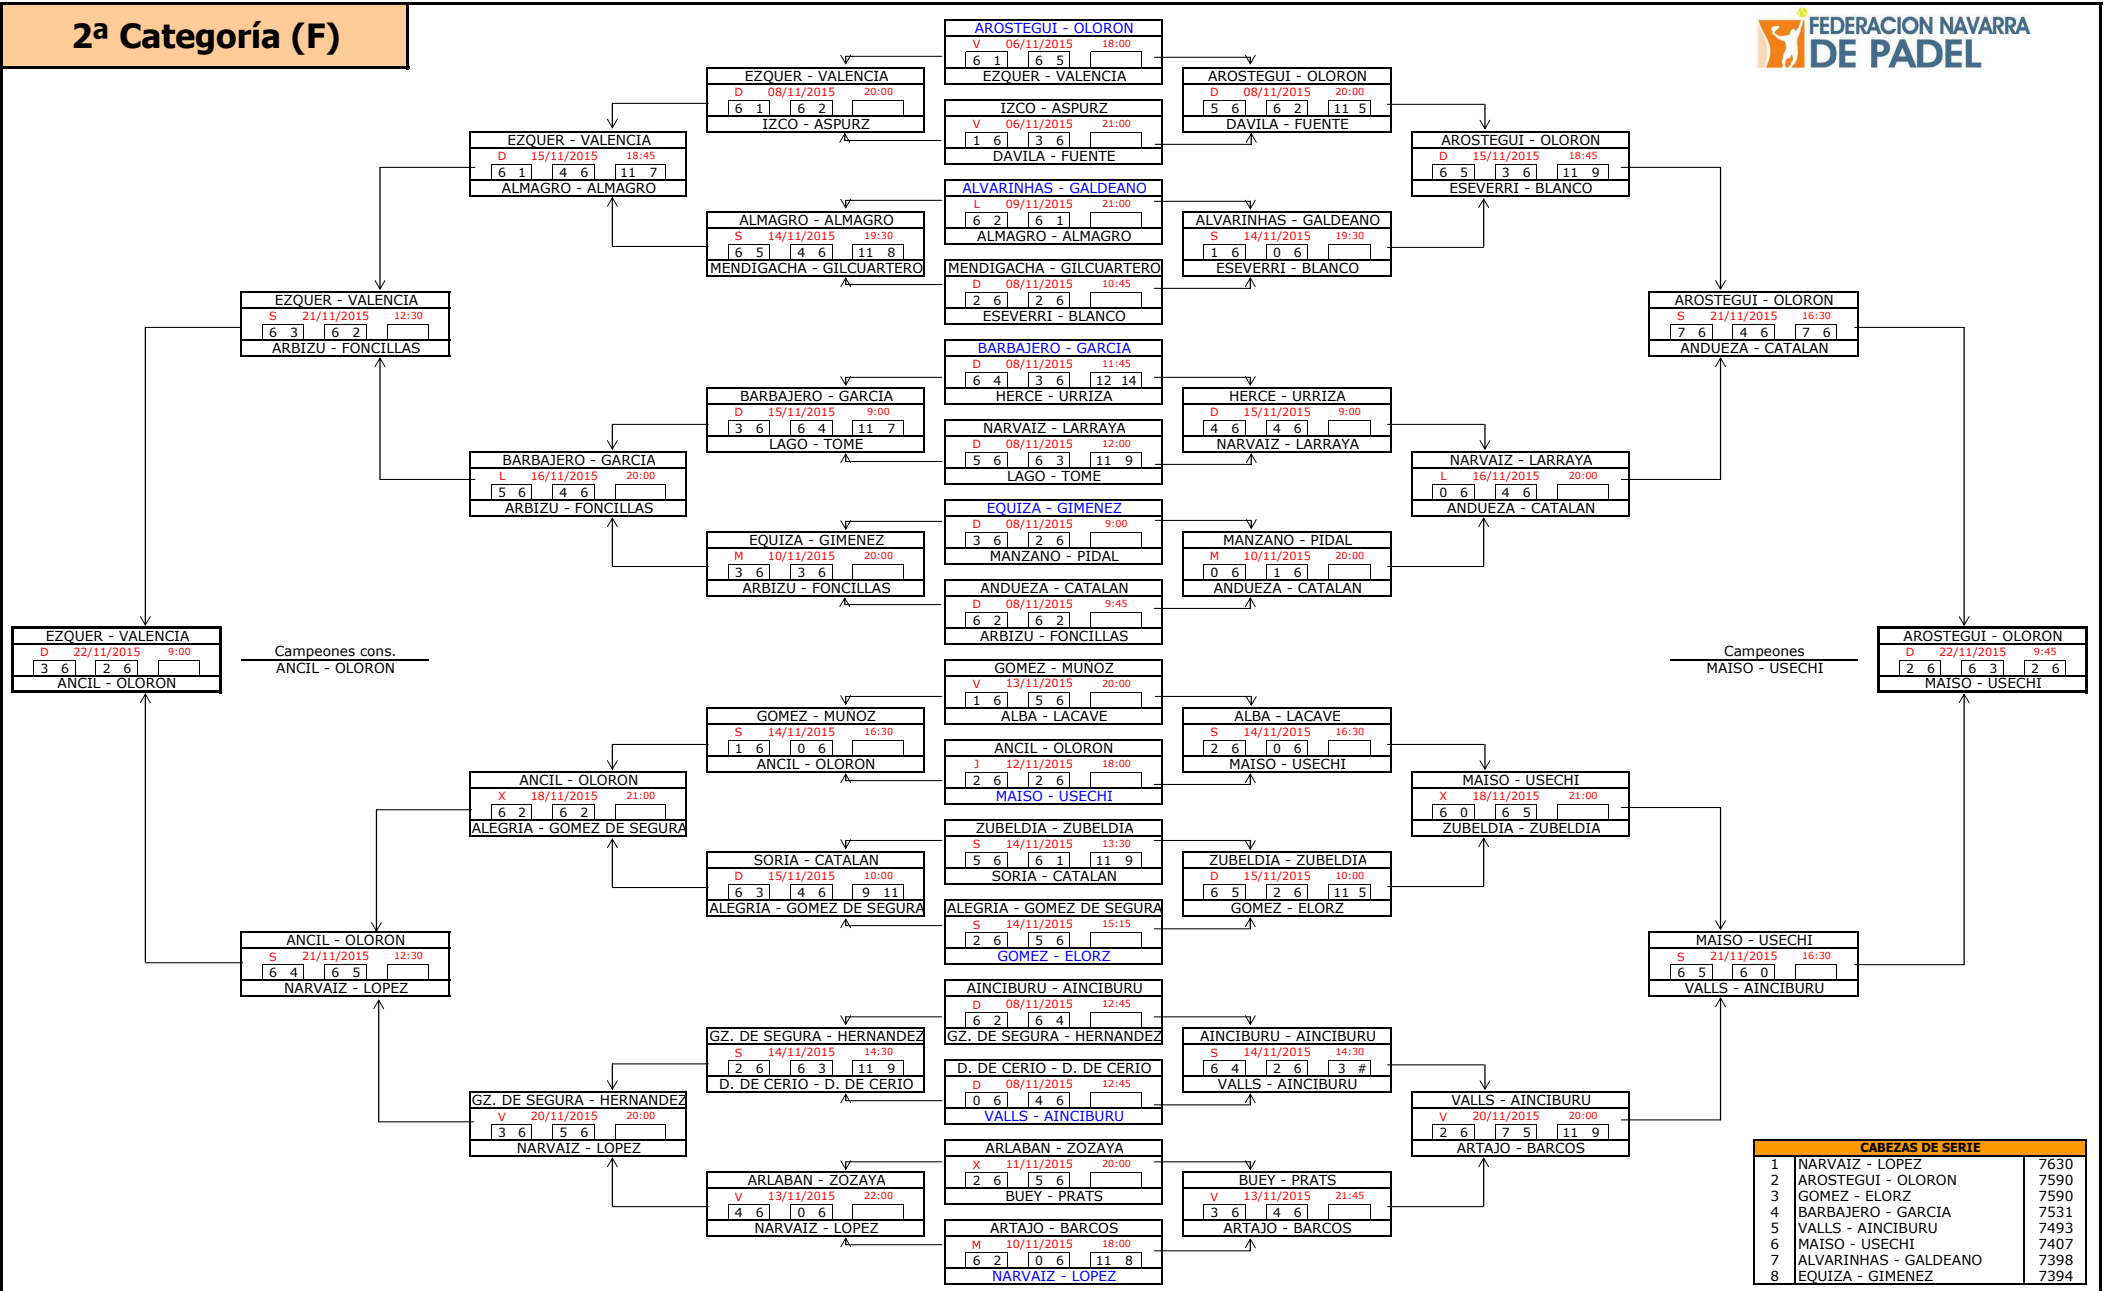 2ª Categoría (F)
FEDERACION NAVARRA
DE PADEL
AROSTEGUI - OLORON
V 06/11/2015 18:00
6 1 6 5
EZQUER - VALENCIA
IZCO - ASPURZ
V 06/11/2015 21:00
1 6 3 6
DAVILA - FUENTE
ALVARINHAS - GALDEANO
L 09/11/2015 21:00
6 2 6 1
ALMAGRO - ALMAGRO
MENDIGACHA - GILCUARTERO
D 08/11/2015 10:45
2 6 2 6
ESEVERRI - BLANCO
BARBAJERO - GARCIA
D 08/11/2015 11:45
6 4 3 6 12 14
HERCE - URRIZA
NARVAIZ - LARRAYA
D 08/11/2015 12:00
5 6 6 3 11 9
LAGO - TOME
EQUIZA - GIMENEZ
D 08/11/2015 9:00
3 6 2 6
MANZANO - PIDAL
ANDUEZA - CATALAN
D 08/11/2015 9:45
6 2 6 2
ARBIZU - FONCILLAS
GOMEZ - MUÑOZ
V 13/11/2015 20:00
1 6 5 6
ALBA - LACAVE
ANCIL - OLORON
J 12/11/2015 18:00
2 6 2 6
MAISO - USECHI
ZUBELDIA - ZUBELDIA
S 14/11/2015 13:30
5 6 6 1 11 9
SORIA - CATALAN
ALEGRIA - GOMEZ DE SEGURA
S 14/11/2015 15:15
2 6 5 6
GOMEZ - ELORZ
AINCIBURU - AINCIBURU
D 08/11/2015 12:45
6 2 6 4
GZ. DE SEGURA - HERNANDEZ
D. DE CERIO - D. DE CERIO
D 08/11/2015 12:45
0 6 4 6
VALLS - AINCIBURU
ARLABAN - ZOZAYA
X 11/11/2015 20:00
2 6 5 6
BUEY - PRATS
ARTAJO - BARCOS
M 10/11/2015 18:00
6 2 0 6 11 8
NARVAIZ - LOPEZ
EZQUER - VALENCIA
D 08/11/2015 20:00
6 1 6 2
IZCO - ASPURZ
ALMAGRO - ALMAGRO
S 14/11/2015 19:30
6 5 4 6 11 8
MENDIGACHA - GILCUARTERO
BARBAJERO - GARCIA
D 15/11/2015 9:00
3 6 6 4 11 7
LAGO - TOME
EQUIZA - GIMENEZ
M 10/11/2015 20:00
3 6 3 6
ARBIZU - FONCILLAS
GOMEZ - MUÑOZ
S 14/11/2015 16:30
1 6 0 6
ANCIL - OLORON
SORIA - CATALAN
D 15/11/2015 10:00
6 3 4 6 9 11
ALEGRIA - GOMEZ DE SEGURA
GZ. DE SEGURA - HERNANDEZ
S 14/11/2015 14:30
2 6 6 3 11 9
D. DE CERIO - D. DE CERIO
ARLABAN - ZOZAYA
V 13/11/2015 22:00
4 6 0 6
NARVAIZ - LOPEZ
EZQUER - VALENCIA
D 15/11/2015 18:45
6 1 4 6 11 7
ALMAGRO - ALMAGRO
BARBAJERO - GARCIA
L 16/11/2015 20:00
5 6 4 6
ARBIZU - FONCILLAS
ANCIL - OLORON
X 18/11/2015 21:00
6 2 6 2
ALEGRIA - GOMEZ DE SEGURA
GZ. DE SEGURA - HERNANDEZ
V 20/11/2015 20:00
3 6 5 6
NARVAIZ - LOPEZ
EZQUER - VALENCIA
S 21/11/2015 12:30
6 3 6 2
ARBIZU - FONCILLAS
ANCIL - OLORON
S 21/11/2015 12:30
6 4 6 5
NARVAIZ - LOPEZ
EZQUER - VALENCIA
D 22/11/2015 9:00
3 6 2 6
ANCIL - OLORON
Campeones cons.
ANCIL - OLORON
AROSTEGUI - OLORON
D 08/11/2015 20:00
5 6 6 2 11 5
DAVILA - FUENTE
ALVARINHAS - GALDEANO
S 14/11/2015 19:30
1 6 0 6
ESEVERRI - BLANCO
HERCE - URRIZA
D 15/11/2015 9:00
4 6 4 6
NARVAIZ - LARRAYA
MANZANO - PIDAL
M 10/11/2015 20:00
0 6 1 6
ANDUEZA - CATALAN
ALBA - LACAVE
S 14/11/2015 16:30
2 6 0 6
MAISO - USECHI
ZUBELDIA - ZUBELDIA
D 15/11/2015 10:00
6 5 2 6 11 5
GOMEZ - ELORZ
AINCIBURU - AINCIBURU
S 14/11/2015 14:30
6 4 2 6 3 #
VALLS - AINCIBURU
BUEY - PRATS
V 13/11/2015 21:45
3 6 4 6
ARTAJO - BARCOS
AROSTEGUI - OLORON
D 15/11/2015 18:45
6 5 3 6 11 9
ESEVERRI - BLANCO
NARVAIZ - LARRAYA
L 16/11/2015 20:00
0 6 4 6
ANDUEZA - CATALAN
MAISO - USECHI
X 18/11/2015 21:00
6 0 6 5
ZUBELDIA - ZUBELDIA
VALLS - AINCIBURU
V 20/11/2015 20:00
2 6 7 5 11 9
ARTAJO - BARCOS
AROSTEGUI - OLORON
S 21/11/2015 16:30
7 6 4 6 7 6
ANDUEZA - CATALAN
MAISO - USECHI
S 21/11/2015 16:30
6 5 6 0
VALLS - AINCIBURU
Campeones
MAISO - USECHI
AROSTEGUI - OLORON
D 22/11/2015 9:45
2 6 6 3 2 6
MAISO - USECHI
CABEZAS DE SERIE
1 NARVAIZ - LOPEZ 7630
2 AROSTEGUI - OLORON 7590
3 GOMEZ - ELORZ 7590
4 BARBAJERO - GARCIA 7531
5 VALLS - AINCIBURU 7493
6 MAISO - USECHI 7407
7 ALVARINHAS - GALDEANO 7398
8 EQUIZA - GIMENEZ 7394